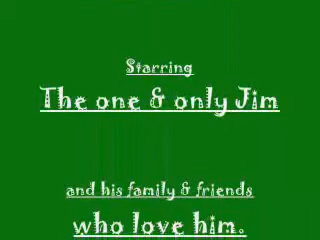 Starring
The one & only Jim
and his family & friends
who love him.